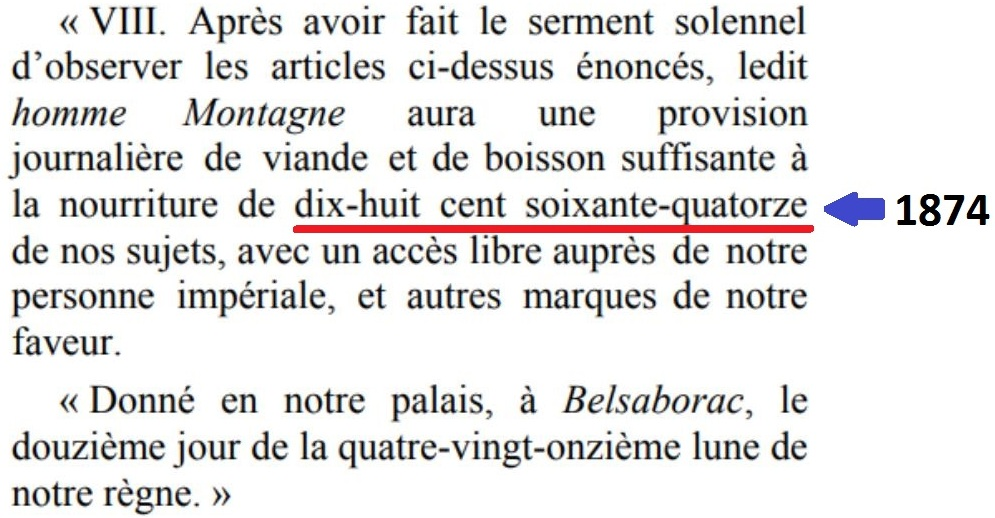 « VIII. Après avoir fait le serment solennel
d’observer les articles ci-dessus énoncés, ledit
homme Montagne aura une provision
journalière de viande et de boisson suffisante à
la nourriture de dix-huit cent soixante-quatorze 1874
de nos sujets, avec un accès libre auprès de notre
personne impériale, et autres marques de notre
faveur.
« Donné en notre palais, à Belsaborac, le
douzième jour de la quatre-vingt-onzième lune de
notre règne. »